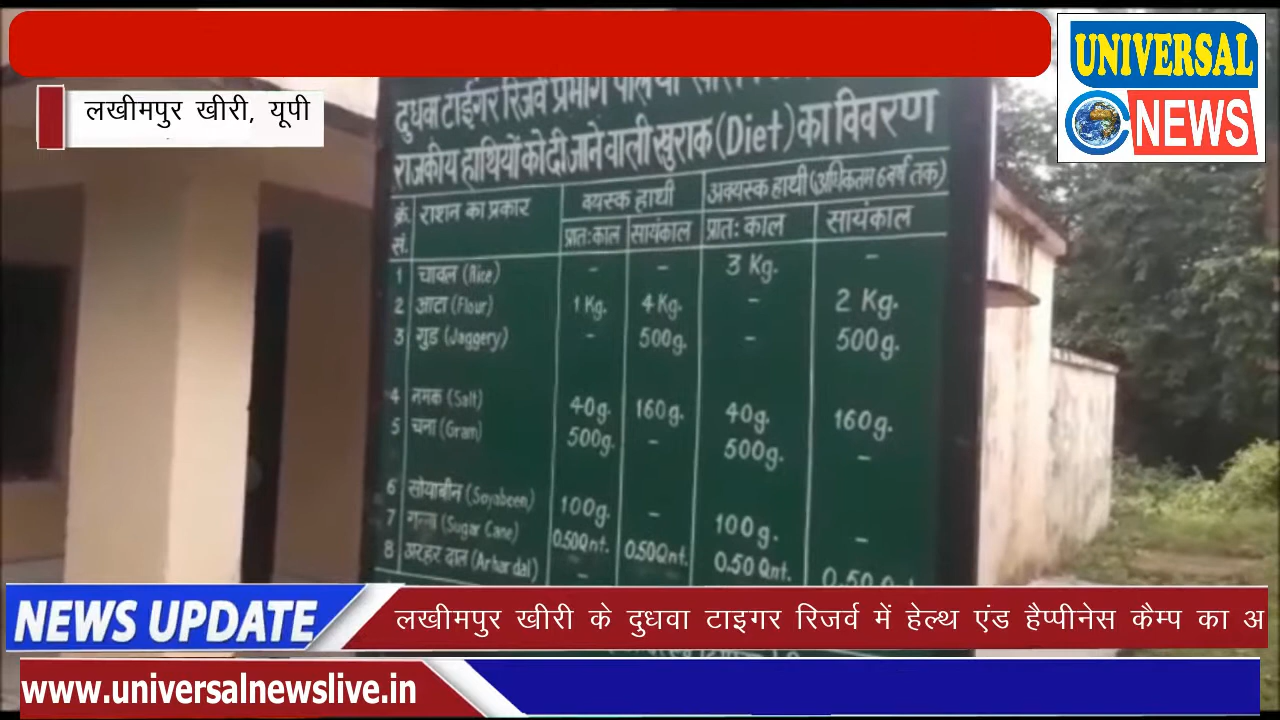 UNIVERSAL
NEWS
लखीमपुर खीरी, यूपी
दुधवा टाईगर रिजर्व प्रभाग
राजकीय हाथियों को दी जाने वाली खुराक (Diet) का विवरण
क्रं. सं. राशन का प्रकार वयस्क हाथी अवयस्क हाथी (अधिकतम 6 वर्ष तक)
प्रातः काल सायंकाल प्रातः काल सायंकाल
1 चावल (Rice) - - 3 Kg. -
2 आटा (Flour) 1 Kg. 4 Kg. - 2 Kg.
3 गुड (Jaggery) - 500g. - 500g.
4 नमक (Salt) 40g. 160g. 40g. 160g.
5 चना (Gram) 500g. - 500g. -
6 सोयाबीन (Soyabeen) 100g. - 100g. -
7 गन्ना (Sugar Cane) 0.50Qnt. 0.50Qnt. 0.50 Qnt. 0.50
8 अरहर दाल (Arhar dal) -
NEWS UPDATE
लखीमपुर खीरी के दुधवा टाइगर रिजर्व में हेल्थ एंड हैप्पीनेस कैम्प का अ
www.universalnewslive.in